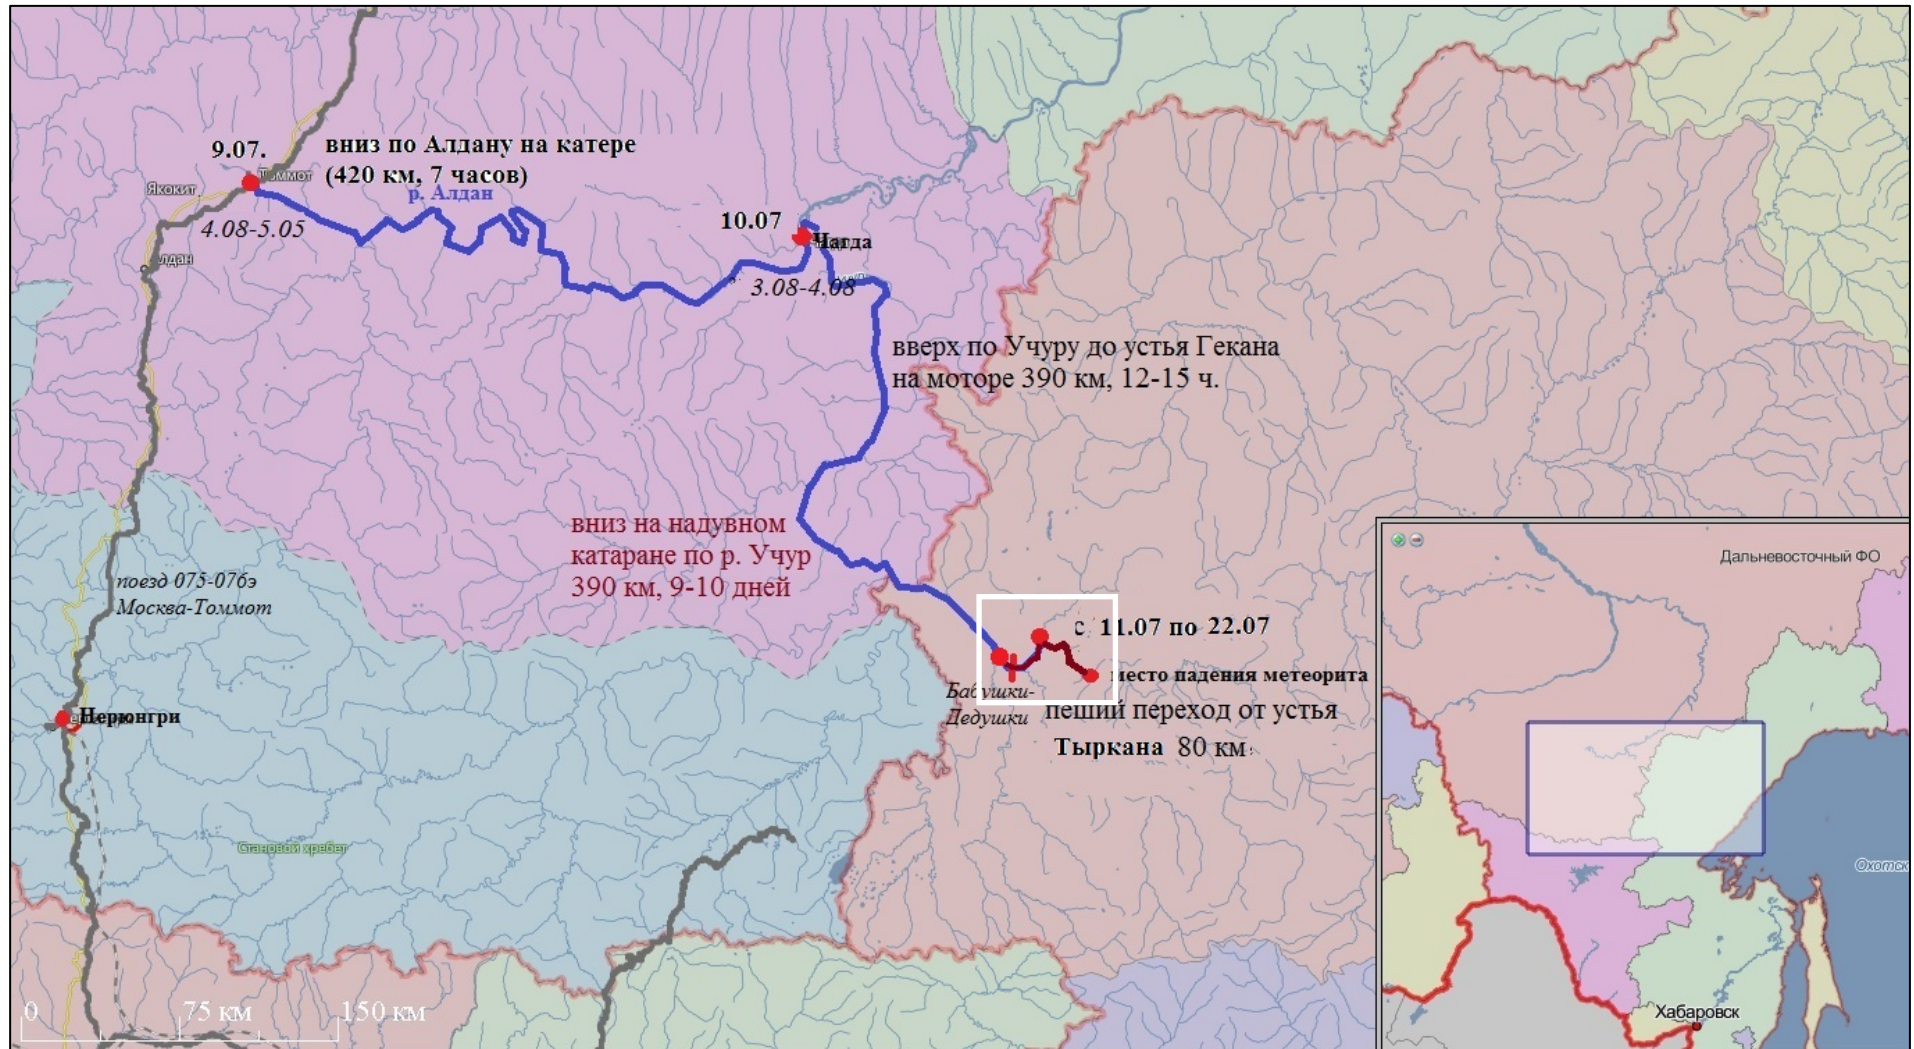 9.07.
вниз по Алдану на катере
(420 км, 7 часов)
р. Алдан
Томмот
Якокит
4.08-5.05
лдан
10.07
Чагда
3.08-4.08
вверх по Учуру до устья Гекана
на моторе 390 км, 12-15 ч.
вниз на надувном
катаране по р. Учур
390 км, 9-10 дней
поезд 075-076э
Москва-Томмот
с 11.07 по 22.07
место падения метеорита
Бабушки-
Дедушки
пеший переход от устья
Тыркана 80 км
Нерюнгри
Становой хребет
0 75 км 150 км
Дальневосточный ФО
Охотск
Хабаровск